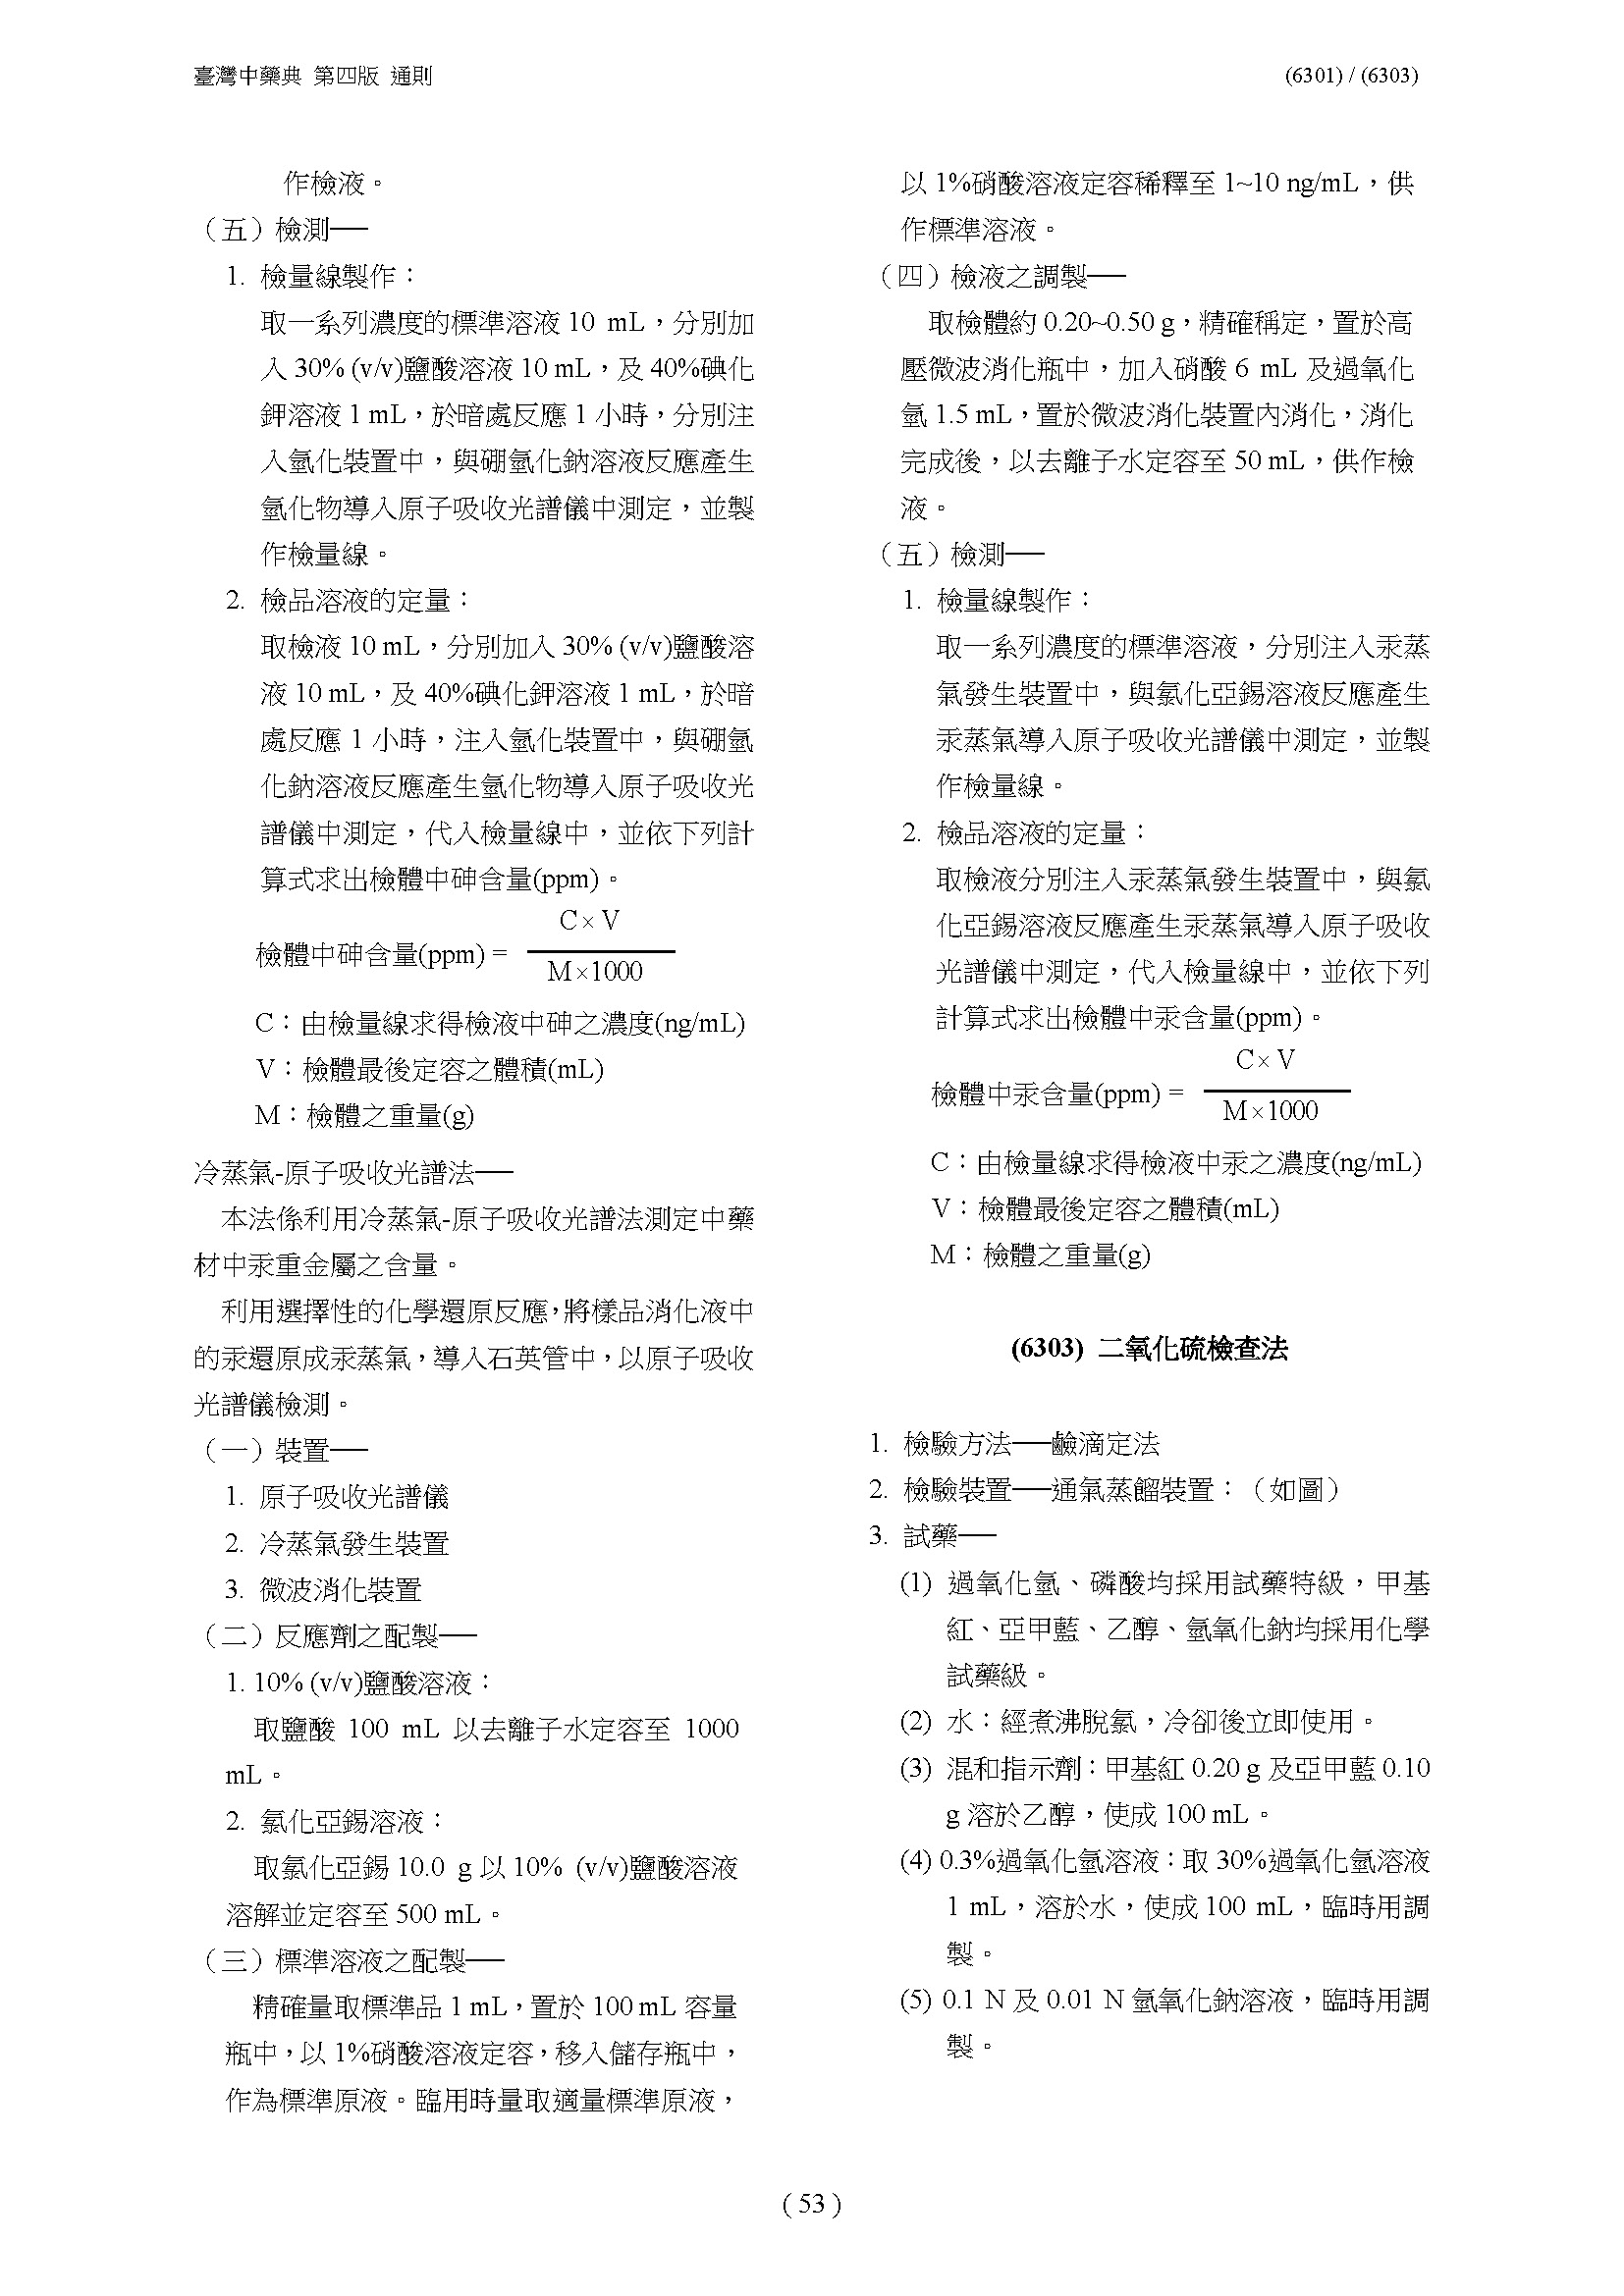 臺灣中藥典 第四版 通則
(6301) / (6303)
作檢液。
（五）檢測──
1. 檢量線製作：
取一系列濃度的標準溶液 10 mL，分別加
入 30% (v/v)鹽酸溶液 10 mL，及 40%碘化
鉀溶液 1 mL，於暗處反應 1 小時，分別注
入氫化裝置中，與硼氫化鈉溶液反應產生
氫化物導入原子吸收光譜儀中測定，並製
作檢量線。
2. 檢品溶液的定量：
取檢液 10 mL，分別加入 30% (v/v)鹽酸溶
液 10 mL，及 40%碘化鉀溶液 1 mL，於暗
處反應 1 小時，注入氫化裝置中，與硼氫
化鈉溶液反應產生氫化物導入原子吸收光
譜儀中測定，代入檢量線中，並依下列計
算式求出檢體中砷含量(ppm)。
C × V
檢體中砷含量(ppm) =
M ×1000
C：由檢量線求得檢液中砷之濃度(ng/mL)
V：檢體最後定容之體積(mL)
M：檢體之重量(g)
冷蒸氣-原子吸收光譜法──
本法係利用冷蒸氣-原子吸收光譜法測定中藥
材中汞重金屬之含量。
利用選擇性的化學還原反應，將樣品消化液中
的汞還原成汞蒸氣，導入石英管中，以原子吸收
光譜儀檢測。
（一）裝置──
1. 原子吸收光譜儀
2. 冷蒸氣發生裝置
3. 微波消化裝置
（二）反應劑之配製──
1. 10% (v/v)鹽酸溶液：
取鹽酸 100 mL 以去離子水定容至 1000
mL。
2. 氯化亞錫溶液：
取氯化亞錫 10.0 g 以 10% (v/v)鹽酸溶液
溶解並定容至 500 mL。
（三）標準溶液之配製──
精確量取標準品 1 mL，置於 100 mL 容量
瓶中，以 1%硝酸溶液定容，移入儲存瓶中，
作為標準原液。臨用時量取適量標準原液，
以 1%硝酸溶液定容稀釋至 1~10 ng/mL，供
作標準溶液。
（四）檢液之調製──
取檢體約 0.20~0.50 g，精確稱定，置於高
壓微波消化瓶中，加入硝酸 6 mL 及過氧化
氫 1.5 mL，置於微波消化裝置內消化，消化
完成後，以去離子水定容至 50 mL，供作檢
液。
（五）檢測──
1. 檢量線製作：
取一系列濃度的標準溶液，分別注入汞蒸
氣發生裝置中，與氯化亞錫溶液反應產生
汞蒸氣導入原子吸收光譜儀中測定，並製
作檢量線。
2. 檢品溶液的定量：
取檢液分別注入汞蒸氣發生裝置中，與氯
化亞錫溶液反應產生汞蒸氣導入原子吸收
光譜儀中測定，代入檢量線中，並依下列
計算式求出檢體中汞含量(ppm)。
C × V
檢體中汞含量(ppm) =
M ×1000
C：由檢量線求得檢液中汞之濃度(ng/mL)
V：檢體最後定容之體積(mL)
M：檢體之重量(g)
(6303) 二氧化硫檢查法
1. 檢驗方法──鹼滴定法
2. 檢驗裝置──通氣蒸餾裝置：（如圖）
3. 試藥──
(1) 過氧化氫、磷酸均採用試藥特級，甲基
紅、亞甲藍、乙醇、氫氧化鈉均採用化學
試藥級。
(2) 水：經煮沸脫氯，冷卻後立即使用。
(3) 混和指示劑：甲基紅 0.20 g 及亞甲藍 0.10
g 溶於乙醇，使成 100 mL。
(4) 0.3%過氧化氫溶液：取 30%過氧化氫溶液
1 mL，溶於水，使成 100 mL，臨時用調
製。
(5) 0.1 N 及 0.01 N 氫氧化鈉溶液，臨時用調
製。
( 53 )